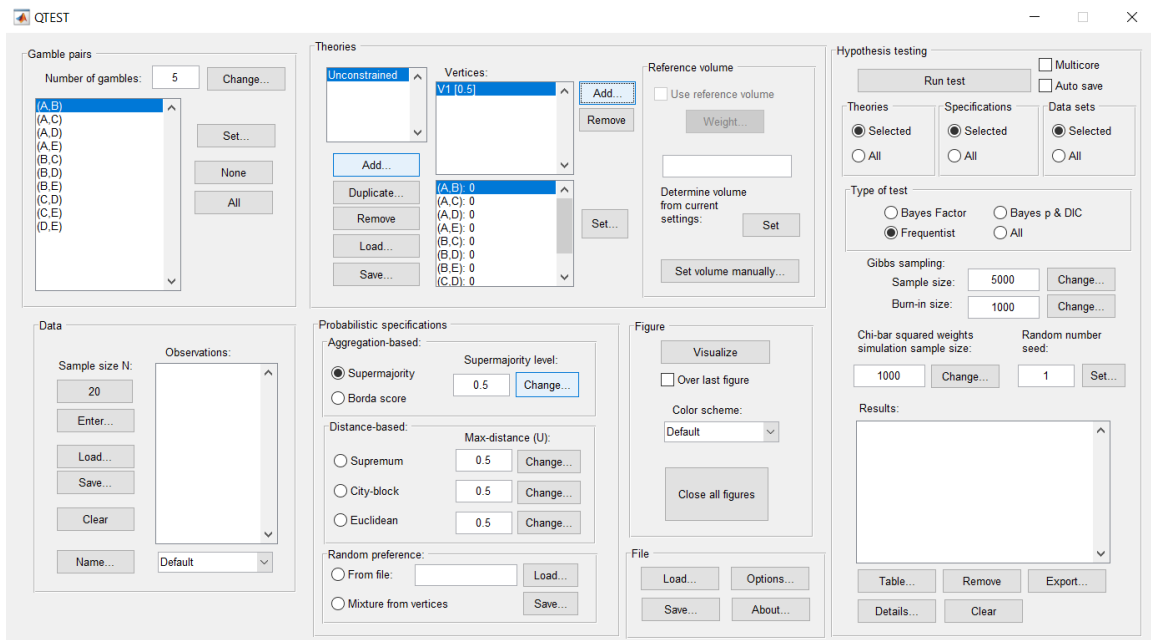 QTEST
Gamble pairs
Number of gambles: 5 Change...
(A,B)
(A,C)
(A,D)
(A,E)
(B,C)
(B,D)
(B,E)
(C,D)
(C,E)
(D,E)
Set...
None
All
Theories
Unconstrained
Vertices:
V1 [0.5]
Add...
Remove
Add...
Duplicate...
Remove
Load...
Save...
(A,B): 0
(A,C): 0
(A,D): 0
(A,E): 0
(B,C): 0
(B,D): 0
(B,E): 0
(C,D): 0
Set...
Reference volume
Use reference volume
Weight...
Determine volume
from current
settings:
Set
Set volume manually...
Hypothesis testing
Run test
Multicore
Auto save
Theories
Selected
All
Specifications
Selected
All
Data sets
Selected
All
Type of test
Bayes Factor Bayes p & DIC
Frequentist All
Gibbs sampling:
Sample size: 5000 Change...
Burn-in size: 1000 Change...
Chi-bar squared weights
simulation sample size:
1000 Change...
Random number
seed:
1 Set...
Results:
Table... Remove Export...
Details... Clear
Data
Sample size N:
20
Enter...
Load...
Save...
Clear
Name...
Observations:
Default
Probabilistic specifications
Aggregation-based:
Supermajority level:
Supermajority 0.5 Change...
Borda score
Distance-based:
Max-distance (U):
Supremum 0.5 Change...
City-block 0.5 Change...
Euclidean 0.5 Change...
Random preference:
From file: Load...
Mixture from vertices Save...
Figure
Visualize
Over last figure
Color scheme:
Default
Close all figures
File
Load... Options...
Save... About...